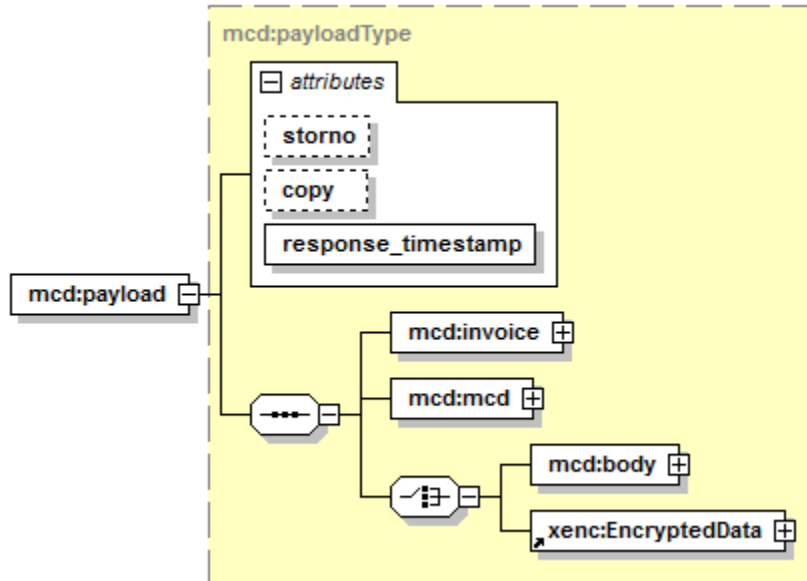 mcd:payloadType
attributes
storno
copy
response_timestamp
mcd:payload
mcd:invoice
mcd:mcd
mcd:body
xenc:EncryptedData